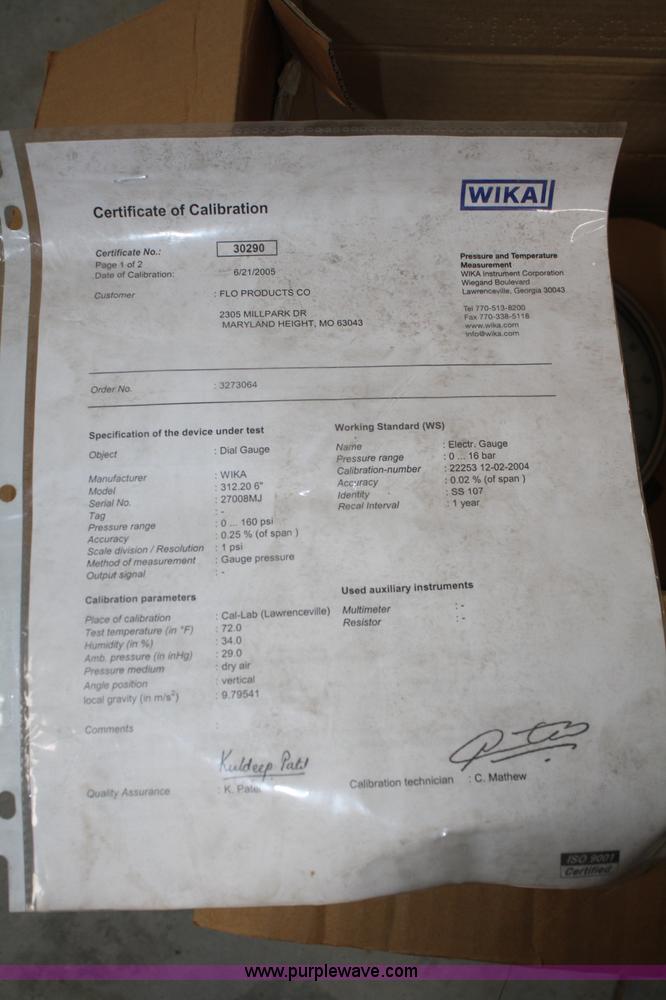 WIKA
Certificate of Calibration
Certificate No.: 30290
Page 1 of 2
Date of Calibration: 6/21/2005
Customer : FLO PRODUCTS CO
2305 MILLPARK DR
MARYLAND HEIGHT, MO 63043
Pressure and Temperature
Measurement
WIKA Instrument Corporation
Wiegand Boulevard
Lawrenceville, Georgia 30043
Tel 770-513-8200
Fax 770-338-5118
www.wika.com
info@wika.com
Order No. : 3273064
Specification of the device under test
Object : Dial Gauge
Manufacturer : WIKA
Model : 312.20 6"
Serial No. : 27008MJ
Tag : -
Pressure range : 0 ... 160 psi
Accuracy : 0.25 % (of span )
Scale division / Resolution : 1 psi
Method of measurement : Gauge pressure
Output signal : -
Working Standard (WS)
Name : Electr. Gauge
Pressure range : 0 ... 16 bar
Calibration-number : 22253 12-02-2004
Accuracy : 0.02 % (of span )
Identity : SS 107
Recal Interval : 1 year
Calibration parameters
Place of calibration : Cal-Lab (Lawrenceville)
Test temperature (in °F) : 72.0
Humidity (in %) : 34.0
Amb. pressure (in inHg) : 29.0
Pressure medium : dry air
Angle position : vertical
local gravity (in m/s²) : 9.79541
Used auxiliary instruments
Multimeter : -
Resistor : -
Comments :
Kuldeep Patel
Quality Assurance : K. Patel
Calibration technician : C. Mathew
ISO 9001
Certified
www.purplewave.com